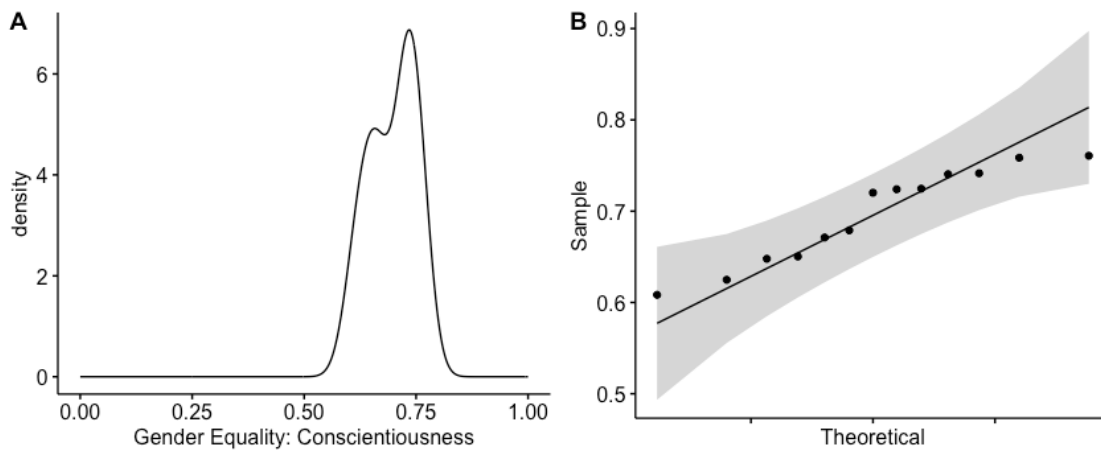 A
density
6
4
2
0
0.00 0.25 0.50 0.75 1.00
Gender Equality: Conscientiousness
B
Sample
0.9
0.8
0.7
0.6
0.5
Theoretical